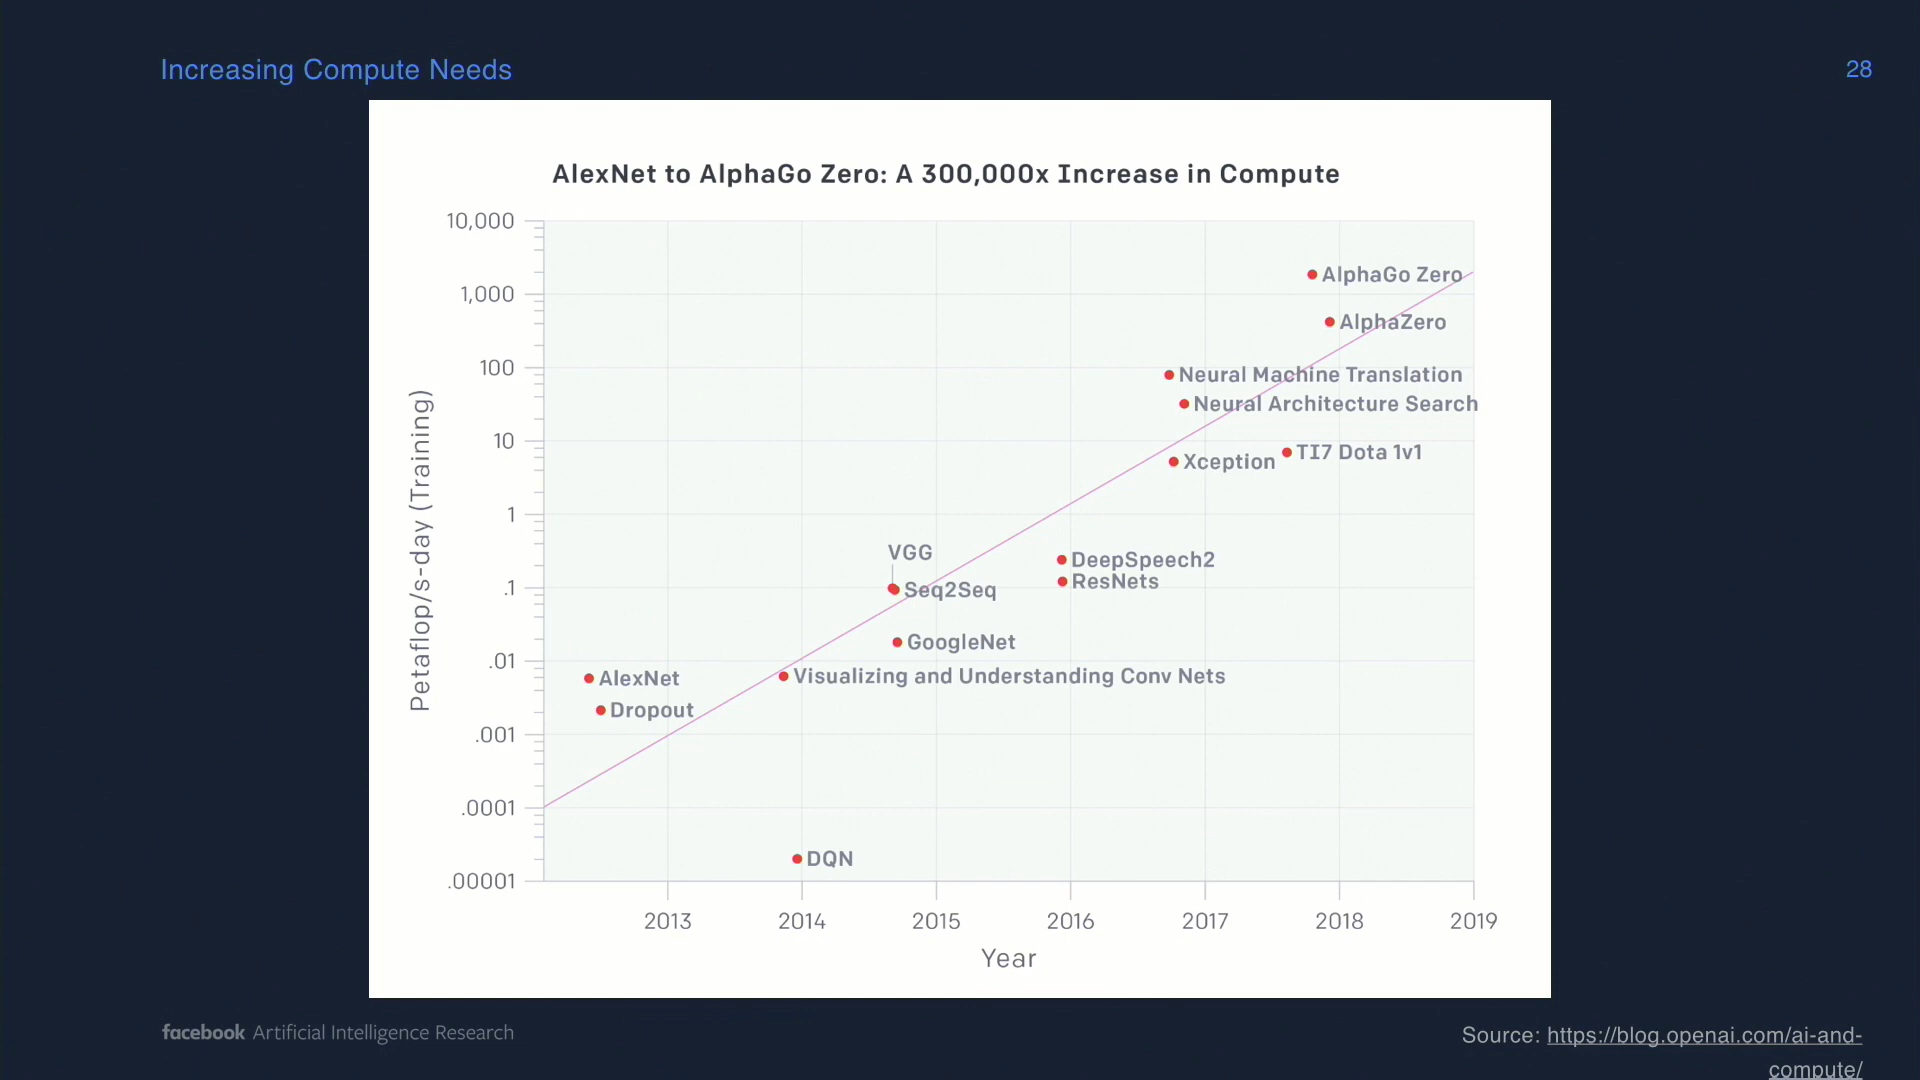 Increasing Compute Needs
28
AlexNet to AlphaGo Zero: A 300,000x Increase in Compute
10,000
1,000
100
10
1
.1
.01
.001
.0001
.00001
Petaflop/s-day (Training)
AlphaGo Zero
AlphaZero
Neural Machine Translation
Neural Architecture Search
TI7 Dota 1v1
Xception
VGG
DeepSpeech2
ResNets
Seq2Seq
GoogleNet
Visualizing and Understanding Conv Nets
AlexNet
Dropout
DQN
2013 2014 2015 2016 2017 2018 2019
Year
facebook Artificial Intelligence Research
Source: https://blog.openai.com/ai-and-
compute/